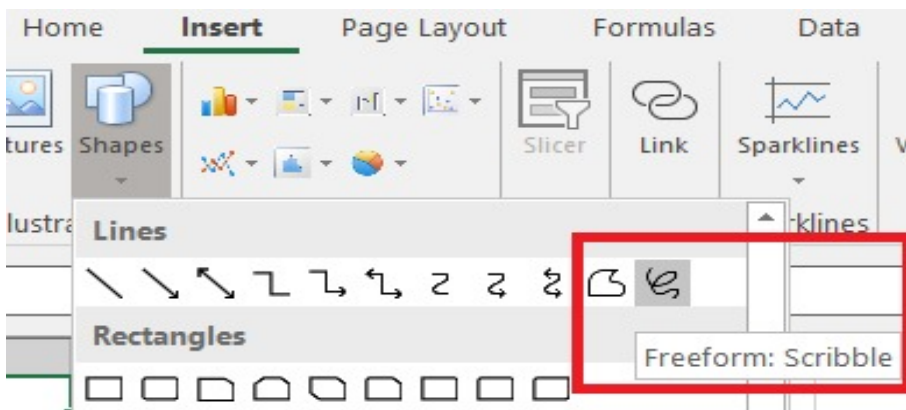 Home Insert Page Layout Formulas Data
tures Shapes Slicer Link Sparklines
lustra klines
Lines
Rectangles
Freeform: Scribble